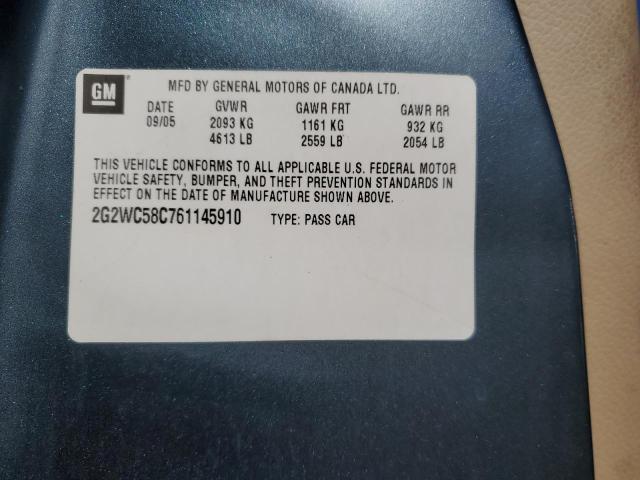 GM® MFD BY GENERAL MOTORS OF CANADA LTD.
DATE GVWR GAWR FRT GAWR RR
09/05 2093 KG 1161 KG 932 KG
4613 LB 2559 LB 2054 LB
THIS VEHICLE CONFORMS TO ALL APPLICABLE U.S. FEDERAL MOTOR
VEHICLE SAFETY, BUMPER, AND THEFT PREVENTION STANDARDS IN
EFFECT ON THE DATE OF MANUFACTURE SHOWN ABOVE.
2G2WC58C761145910 TYPE: PASS CAR